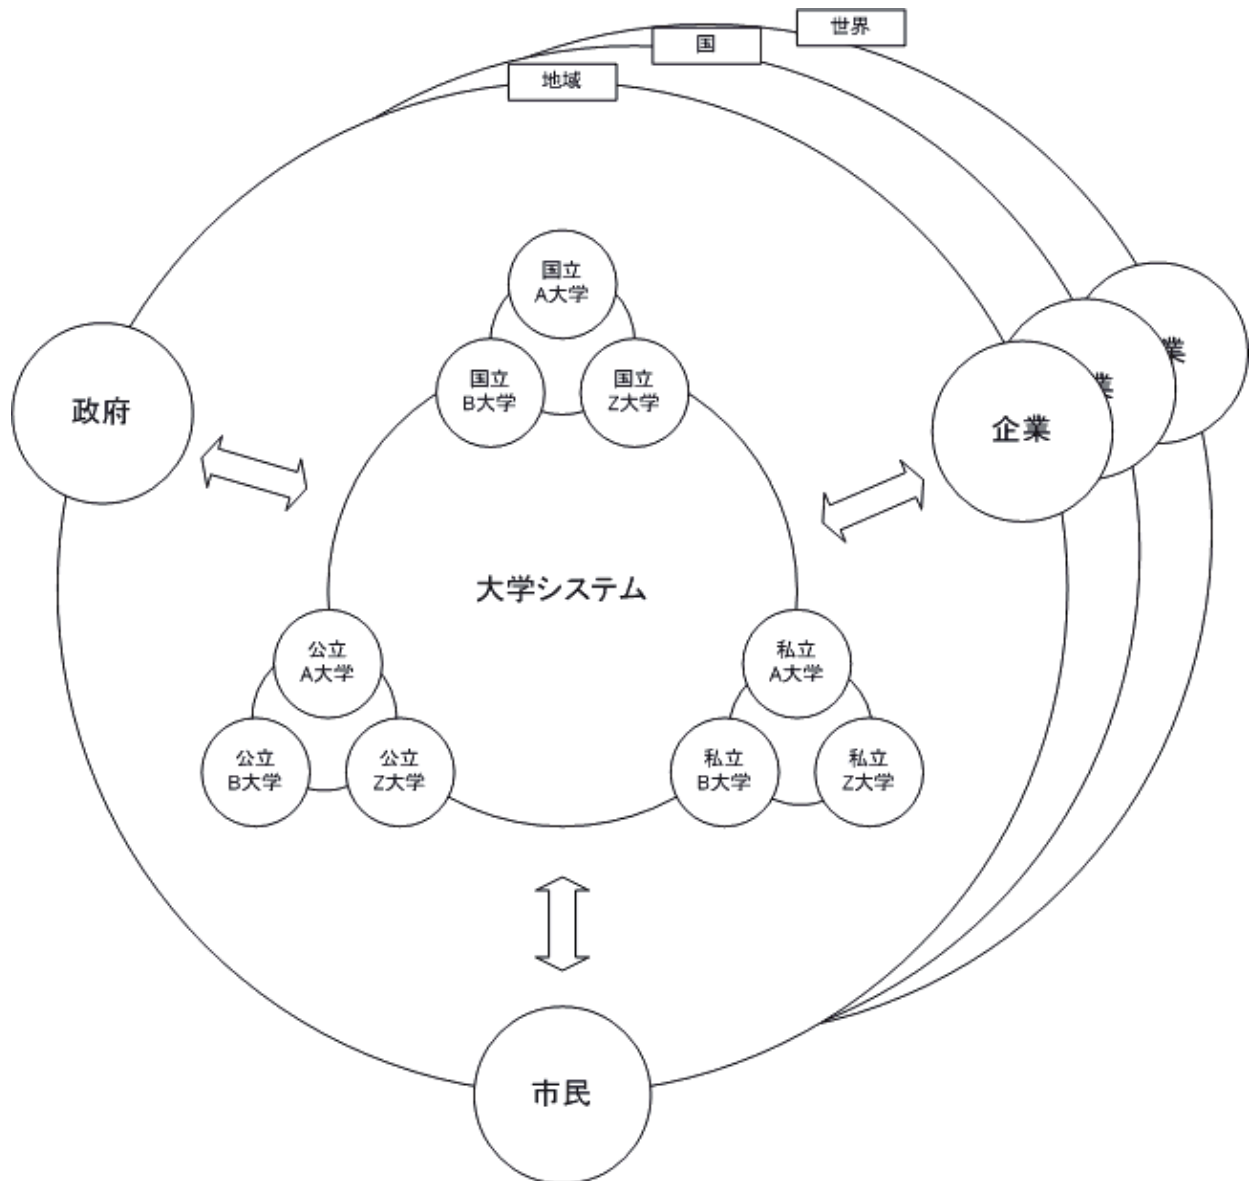 世界
国
地域
国立
A大学
国立
B大学
国立
Z大学
政府
企業
業
業
大学システム
公立
A大学
公立
B大学
公立
Z大学
私立
A大学
私立
B大学
私立
Z大学
市民